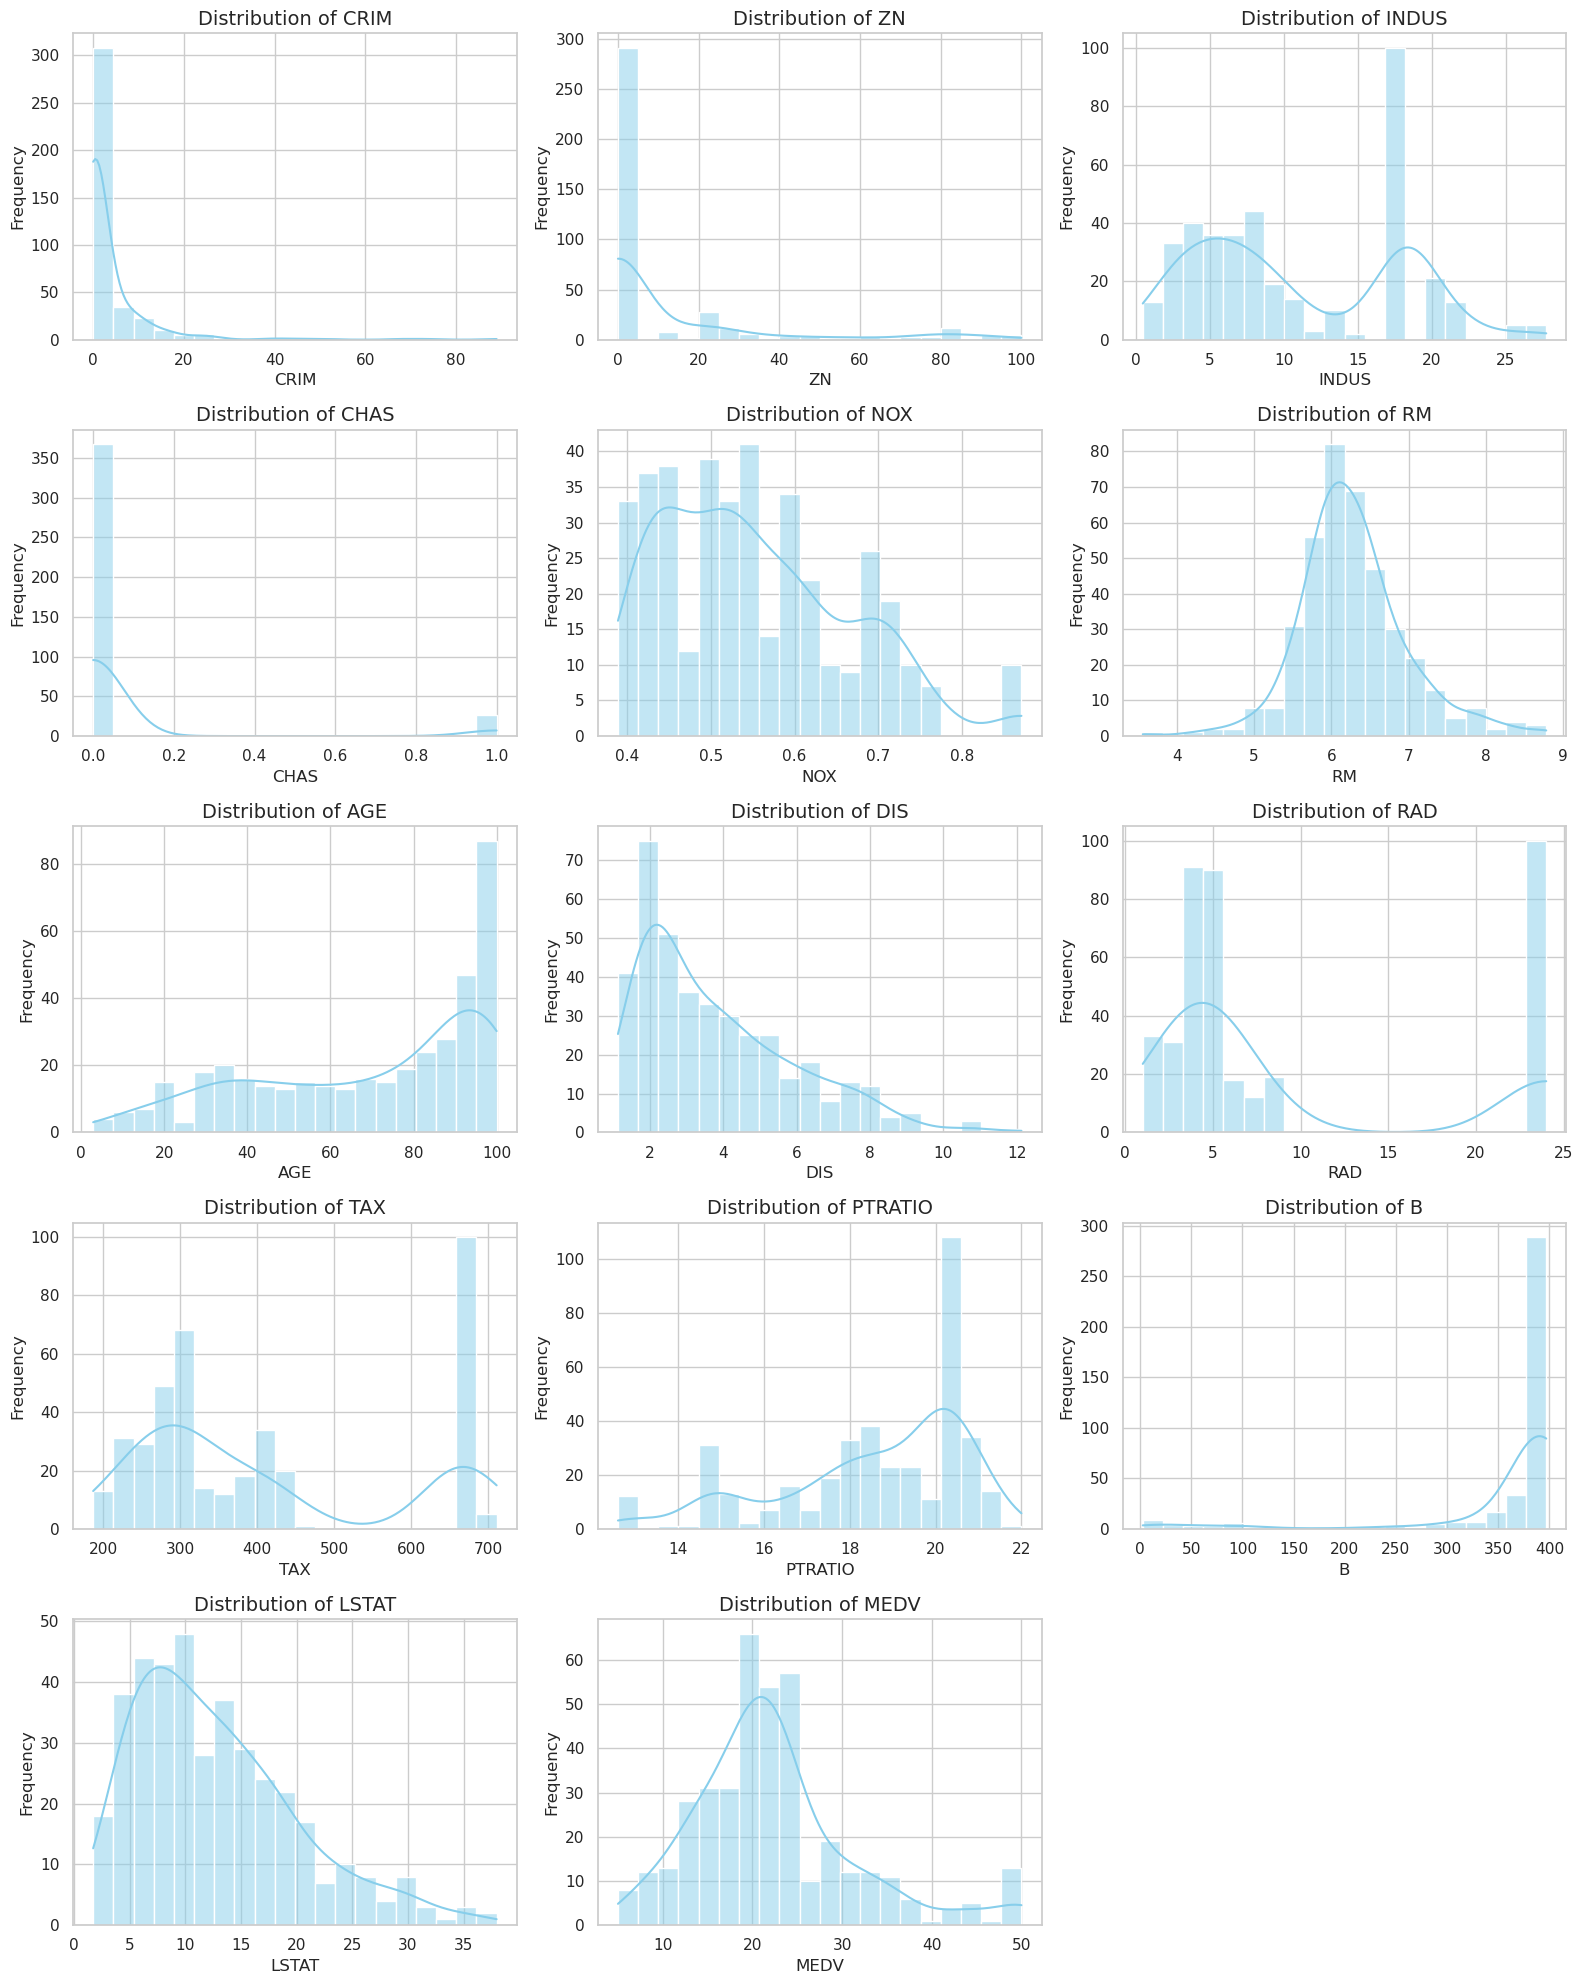 Distribution of CRIM
Frequency
300
250
200
150
100
50
0
0 20 40 60 80
CRIM
Distribution of ZN
Frequency
300
250
200
150
100
50
0
0 20 40 60 80 100
ZN
Distribution of INDUS
Frequency
100
80
60
40
20
0
0 5 10 15 20 25
INDUS
Distribution of CHAS
Frequency
350
300
250
200
150
100
50
0
0.0 0.2 0.4 0.6 0.8 1.0
CHAS
Distribution of NOX
Frequency
40
35
30
25
20
15
10
5
0
0.4 0.5 0.6 0.7 0.8
NOX
Distribution of RM
Frequency
80
70
60
50
40
30
20
10
0
4 5 6 7 8 9
RM
Distribution of AGE
Frequency
80
60
40
20
0
0 20 40 60 80 100
AGE
Distribution of DIS
Frequency
70
60
50
40
30
20
10
0
2 4 6 8 10 12
DIS
Distribution of RAD
Frequency
100
80
60
40
20
0
0 5 10 15 20 25
RAD
Distribution of TAX
Frequency
100
80
60
40
20
0
200 300 400 500 600 700
TAX
Distribution of PTRATIO
Frequency
100
80
60
40
20
0
14 16 18 20 22
PTRATIO
Distribution of B
Frequency
300
250
200
150
100
50
0
0 50 100 150 200 250 300 350 400
B
Distribution of LSTAT
Frequency
50
40
30
20
10
0
0 5 10 15 20 25 30 35
LSTAT
Distribution of MEDV
Frequency
60
50
40
30
20
10
0
10 20 30 40 50
MEDV